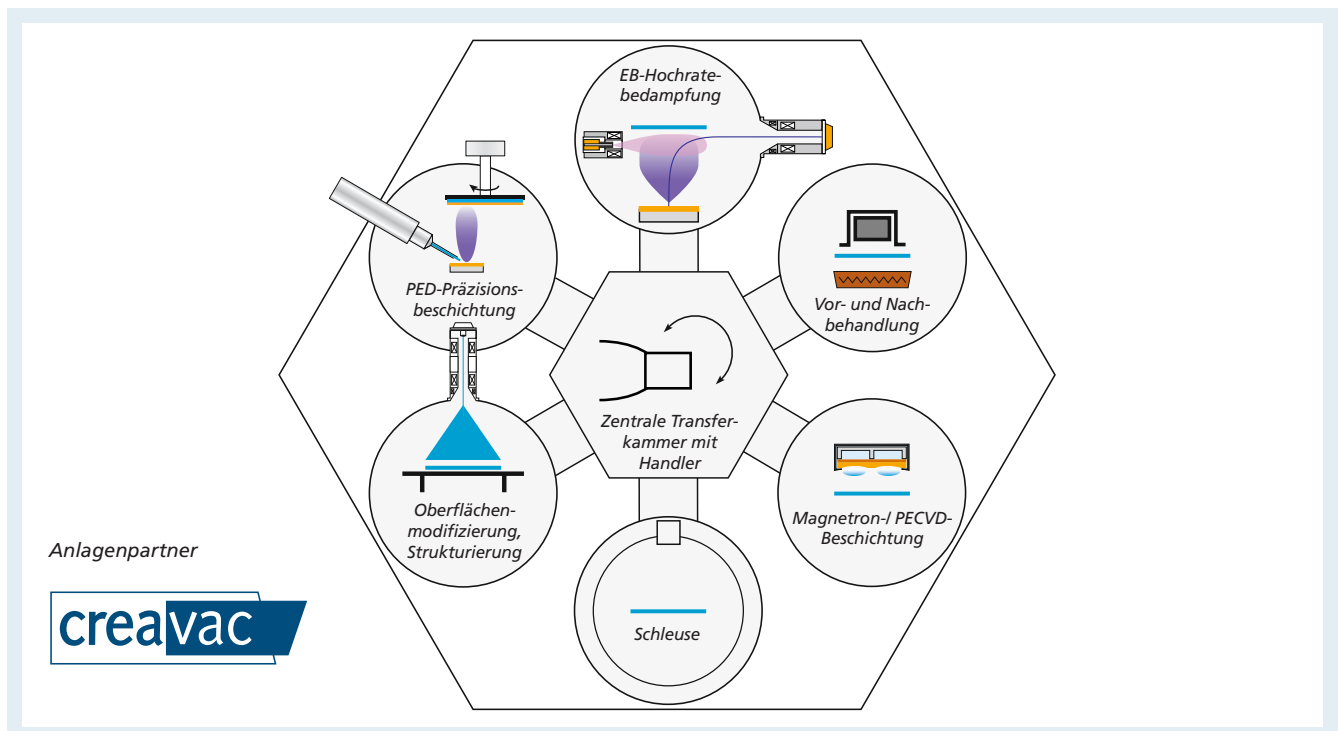 EB-Hochrate-
bedampfung
PED-Präzisions-
beschichtung
Vor- und Nach-
behandlung
Zentrale Transfer-
kammer mit
Handler
Oberflächen-
modifizierung,
Strukturierung
Magnetron-/ PECVD-
Beschichtung
Schleuse
Anlagenpartner
creavac